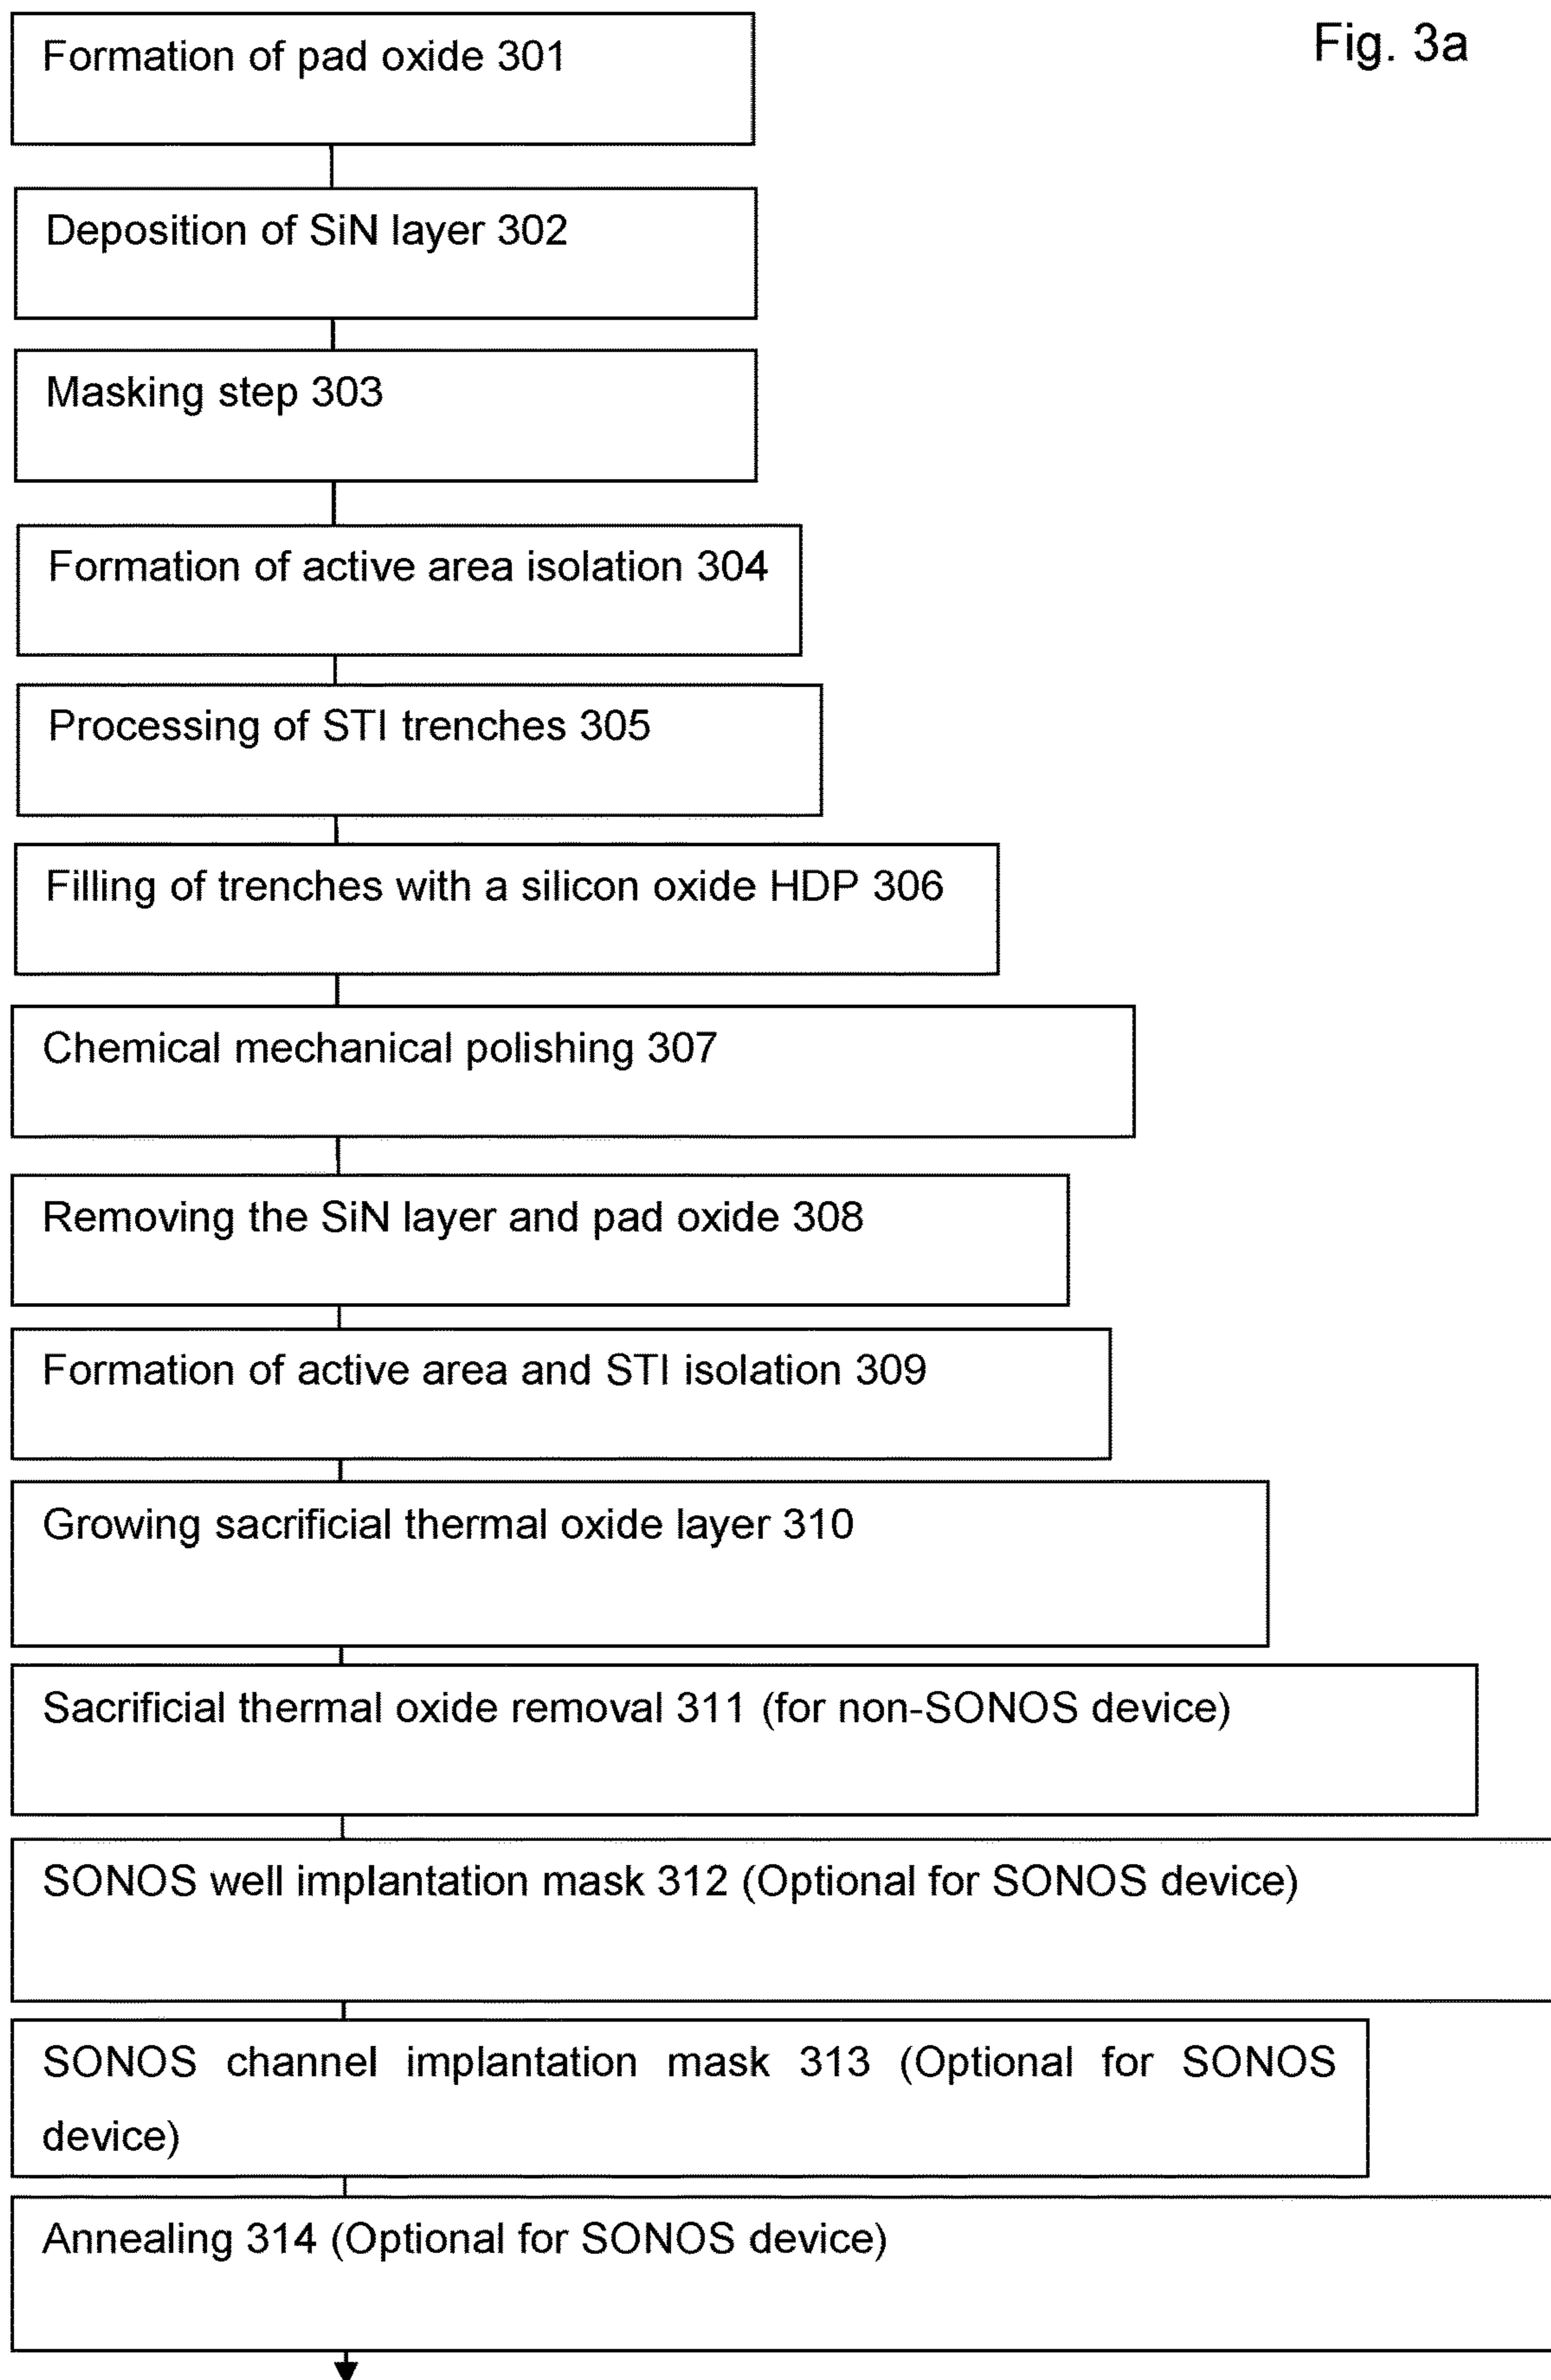 Fig. 3a
Formation of pad oxide 301
Deposition of SiN layer 302
Masking step 303
Formation of active area isolation 304
Processing of STI trenches 305
Filling of trenches with a silicon oxide HDP 306
Chemical mechanical polishing 307
Removing the SiN layer and pad oxide 308
Formation of active area and STI isolation 309
Growing sacrificial thermal oxide layer 310
Sacrificial thermal oxide removal 311 (for non-SONOS device)
SONOS well implantation mask 312 (Optional for SONOS device)
SONOS channel implantation mask 313 (Optional for SONOS
device)
Annealing 314 (Optional for SONOS device)